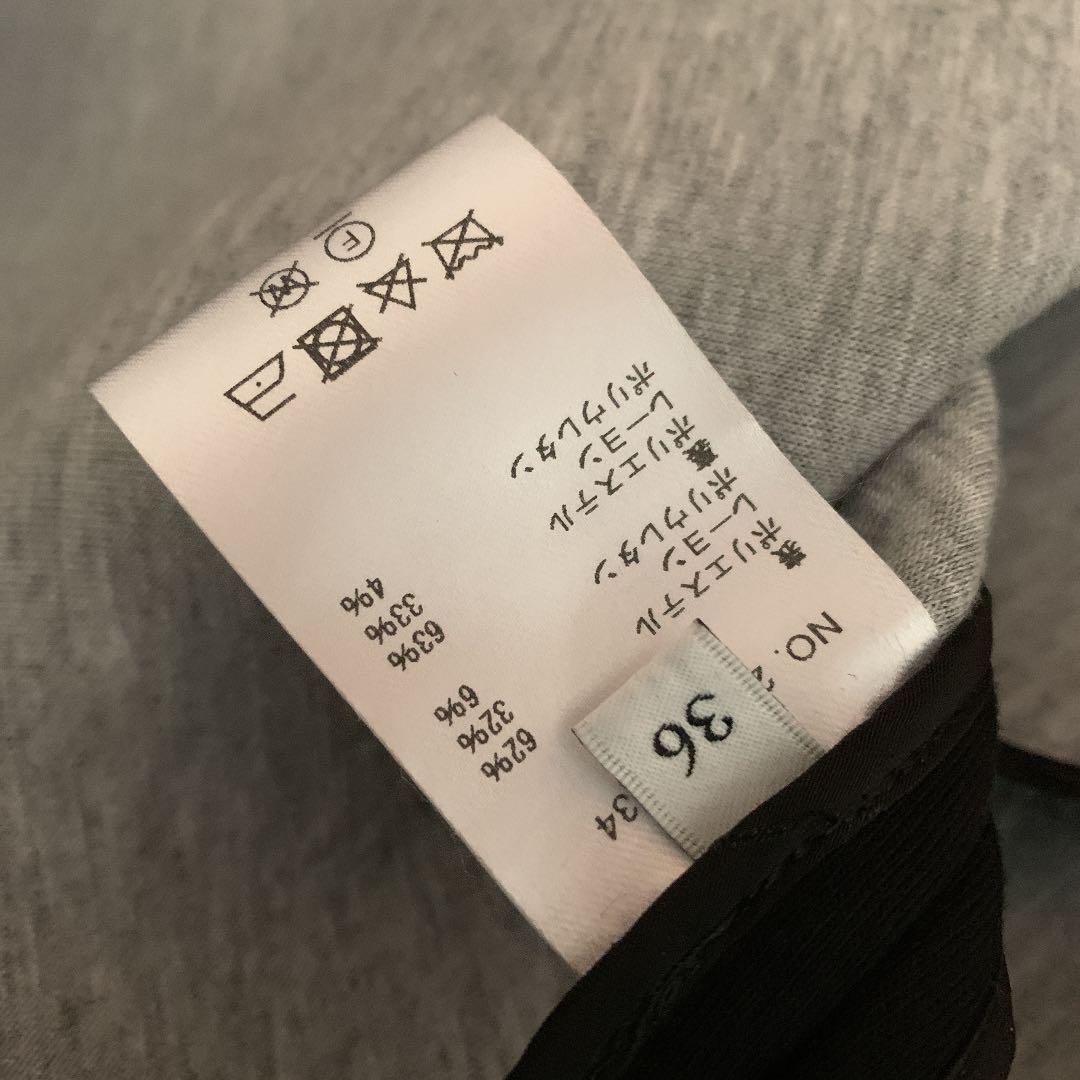 NO. 2
34
36
ポリエステル 62%
レーヨン 32%
ポリウレタン 6%
ポリエステル 63%
レーヨン 33%
ポリウレタン 4%
W
F